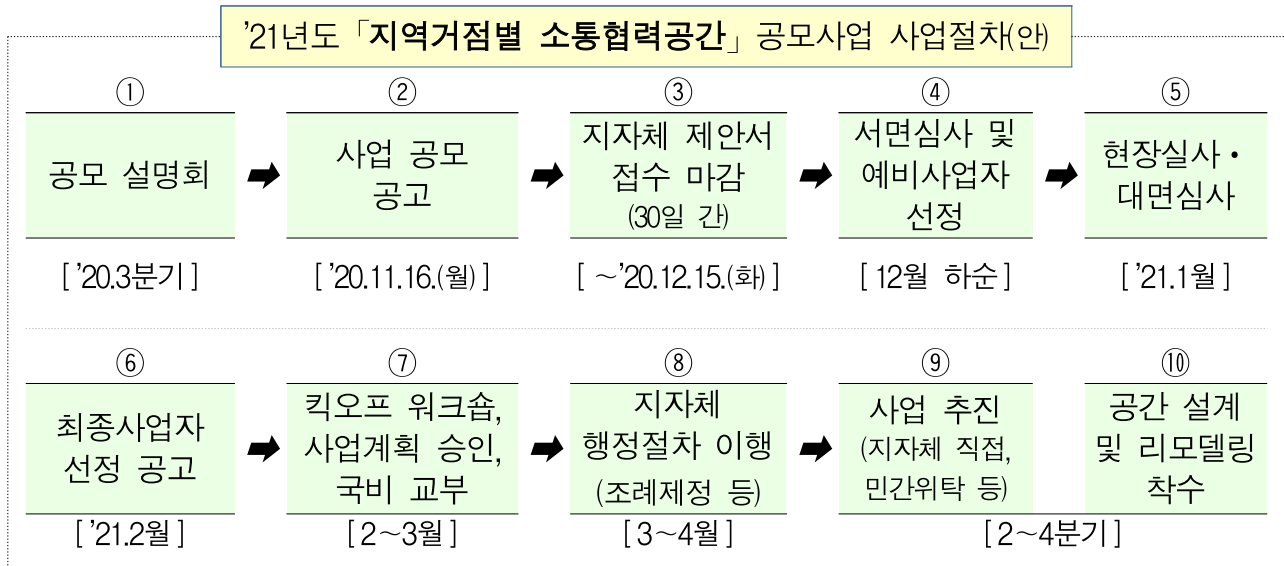 ’21년도 「지역거점별 소통협력공간」 공모사업 사업절차(안)
①
공모 설명회
[ ’20.3분기 ]
②
사업 공모
공고
[ ’20.11.16.(월) ]
③
지자체 제안서
접수 마감
(30일 간)
[ ～’20.12.15.(화) ]
④
서면심사 및
예비사업자
선정
[ 12월 하순 ]
⑤
현장실사・
대면심사
[ ’21.1월 ]
⑥
최종사업자
선정 공고
[ ’21.2월 ]
⑦
킥오프 워크숍,
사업계획 승인,
국비 교부
[ 2～3월 ]
⑧
지자체
행정절차 이행
(조례제정 등)
[ 3～4월 ]
⑨
사업 추진
(지자체 직접,
민간위탁 등)
⑩
공간 설계
및 리모델링
착수
[ 2～4분기 ]